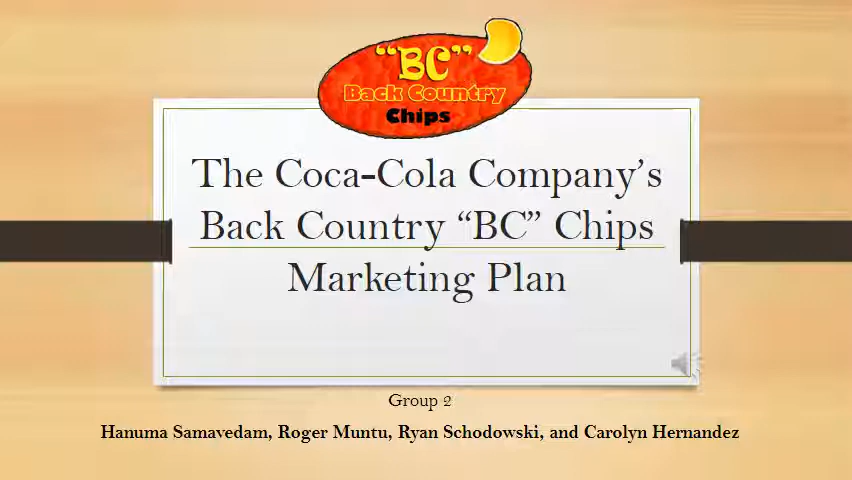 "BC"
Back Country
Chips
The Coca-Cola Company’s
Back Country “BC” Chips
Marketing Plan
Group 2
Hanuma Samavedam, Roger Muntu, Ryan Schodowski, and Carolyn Hernandez